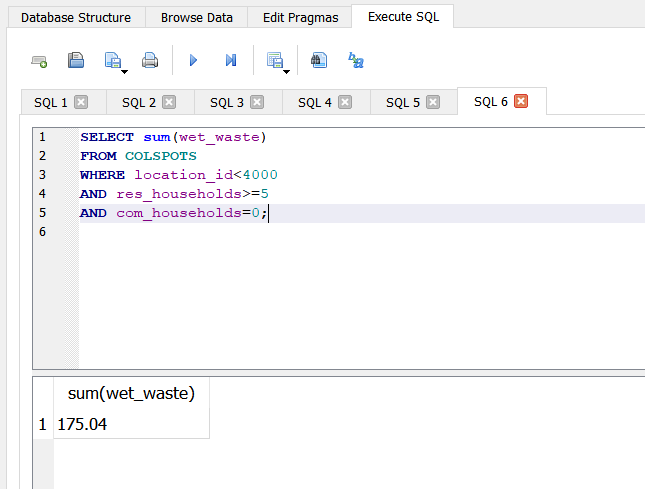 Database Structure Browse Data Edit Pragmas Execute SQL
SQL 1 SQL 2 SQL 3 SQL 4 SQL 5 SQL 6
1 SELECT sum(wet_waste)
2 FROM COLSPOTS
3 WHERE location_id<4000
4 AND res_households>=5
5 AND com_households=0;
6
sum(wet_waste)
1 175.04